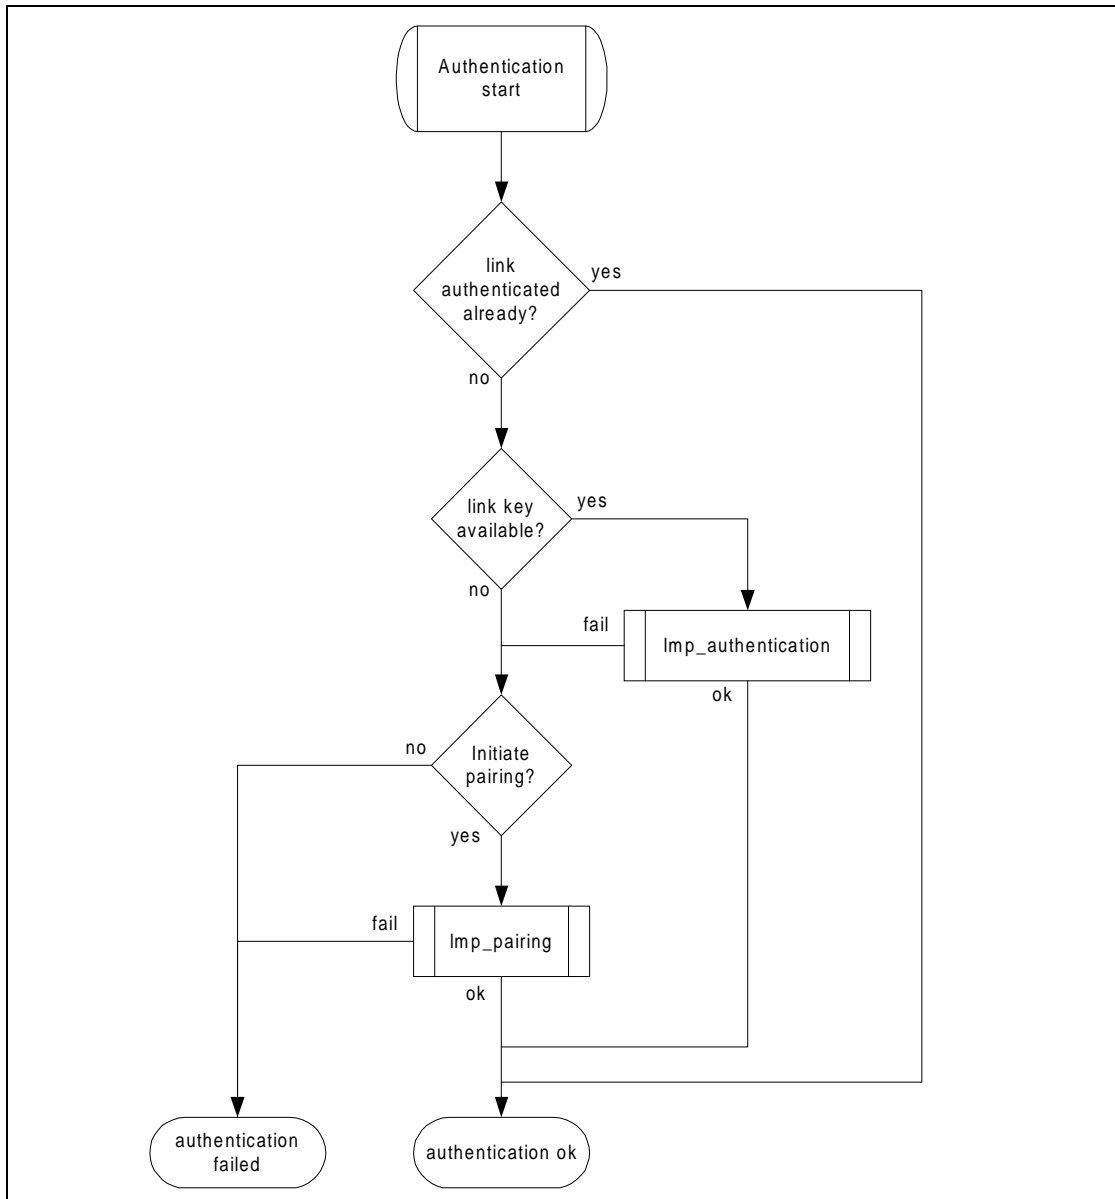 Authentication
start
link
authenticated
already?
yes
no
link key
available?
yes
no
fail
lmp_authentication
ok
no
Initiate
pairing?
yes
fail
lmp_pairing
ok
authentication
failed
authentication ok